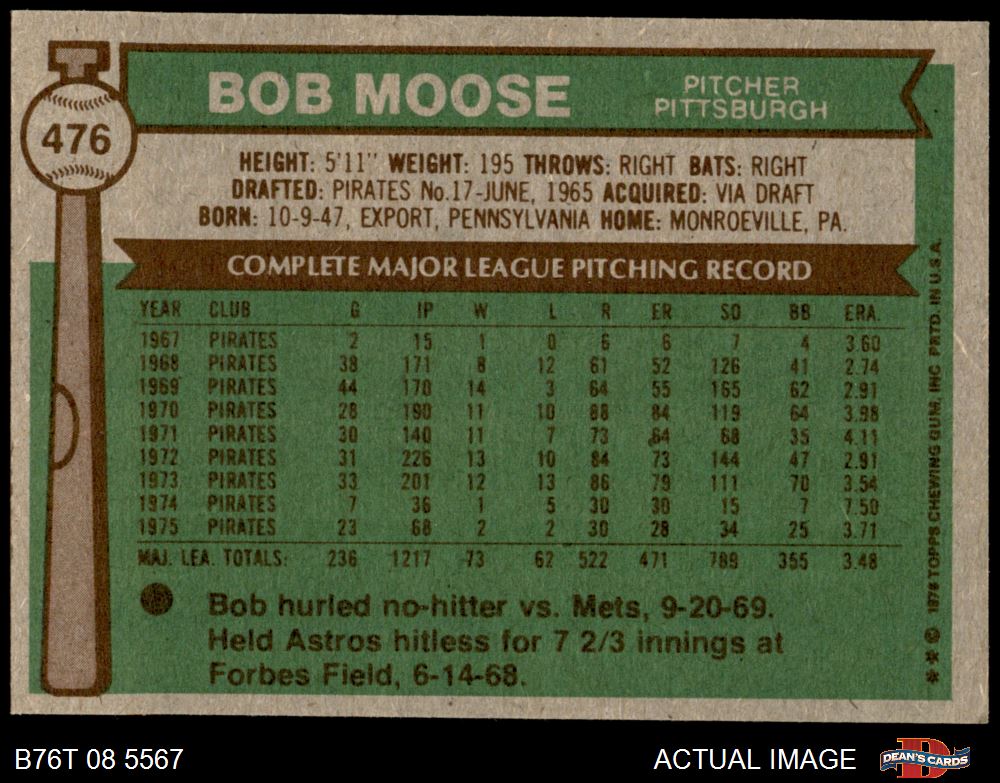 BOB MOOSE
PITCHER
PITTSBURGH
476
HEIGHT: 5'11" WEIGHT: 195 THROWS: RIGHT BATS: RIGHT
DRAFTED: PIRATES No.17-JUNE, 1965 ACQUIRED: VIA DRAFT
BORN: 10-9-47, EXPORT, PENNSYLVANIA HOME: MONROEVILLE, PA.
COMPLETE MAJOR LEAGUE PITCHING RECORD
YEAR CLUB G IP W L R ER SO BB ERA.
1967 PIRATES 2 15 1 0 6 6 7 4 3.60
1968 PIRATES 38 171 8 12 61 52 126 41 2.74
1969 PIRATES 44 170 14 3 64 55 165 62 2.91
1970 PIRATES 28 190 11 10 88 84 119 64 3.98
1971 PIRATES 30 140 11 7 73 64 68 35 4.11
1972 PIRATES 31 226 13 10 84 73 144 47 2.91
1973 PIRATES 33 201 12 13 86 79 111 70 3.54
1974 PIRATES 7 36 1 5 30 30 15 7 7.50
1975 PIRATES 23 68 2 2 30 28 34 25 3.71
MAJ. LEA. TOTALS: 236 1217 73 62 522 471 789 355 3.48
Bob hurled no-hitter vs. Mets, 9-20-69.
Held Astros hitless for 7 2/3 innings at
Forbes Field, 6-14-68.
** © 1976 TOPPS CHEWING GUM, INC PRTD. IN U.S.A.
B76T 08 5567
ACTUAL IMAGE
DEAN'S CARDS